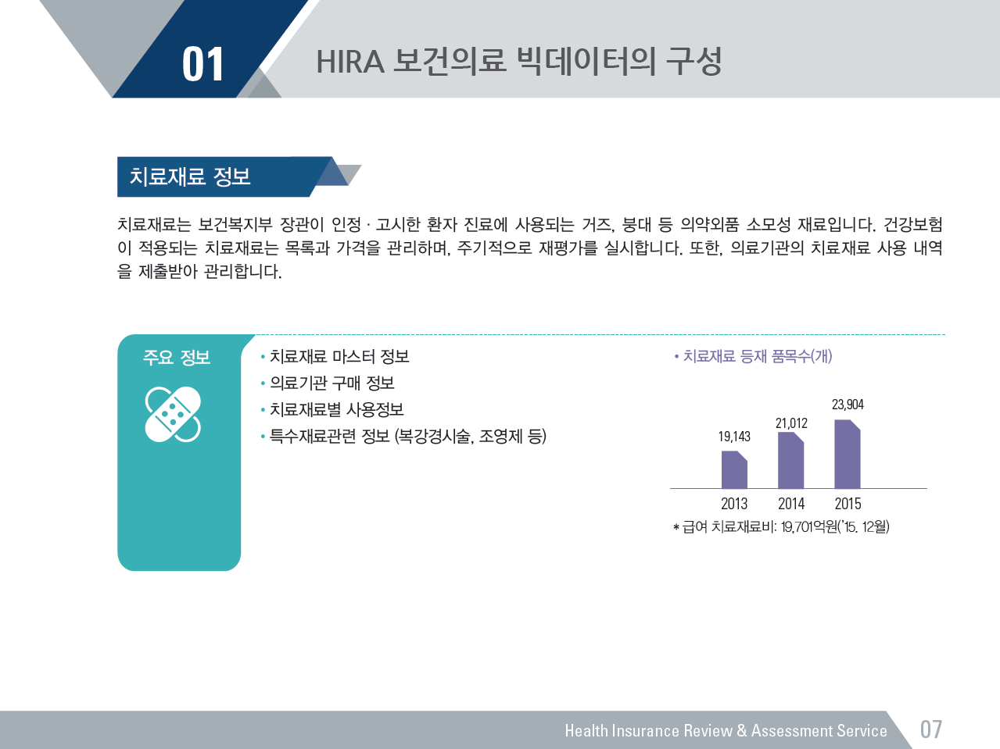 01
HIRA 보건의료 빅데이터의 구성
치료재료 정보
치료재료는 보건복지부 장관이 인정 · 고시한 환자 진료에 사용되는 거즈, 붕대 등 의약외품 소모성 재료입니다. 건강보험
이 적용되는 치료재료는 목록과 가격을 관리하며, 주기적으로 재평가를 실시합니다. 또한, 의료기관의 치료재료 사용 내역
을 제출받아 관리합니다.
주요 정보
• 치료재료 마스터 정보
• 의료기관 구매 정보
• 치료재료별 사용정보
• 특수재료관련 정보 (복강경시술, 조영제 등)
• 치료재료 등재 품목수(개)
19,143
21,012
23,904
2013 2014 2015
* 급여 치료재료비: 19,701억원('15. 12월)
Health Insurance Review & Assessment Service
07